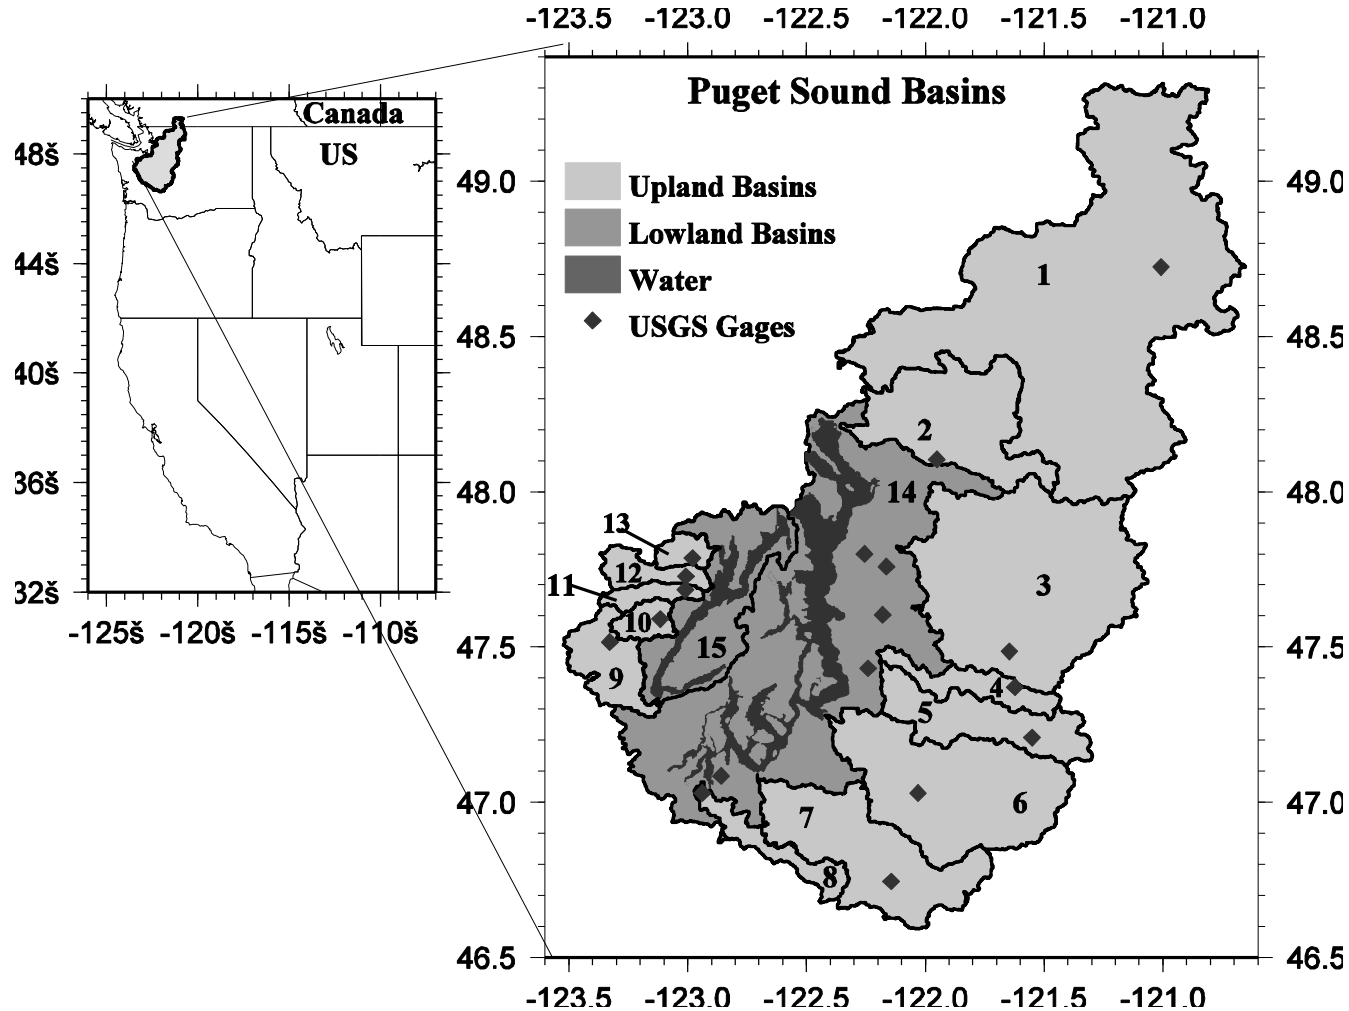 -123.5 -123.0 -122.5 -122.0 -121.5 -121.0
Puget Sound Basins
Canada
US
48š
44š
40š
36š
32š
-125š -120š -115š -110š
49.0
48.5
48.0
47.5
47.0
46.5
Upland Basins
Lowland Basins
Water
USGS Gages
1
2
14
13
12
11
10
15
9
3
4
5
6
7
8
49.0
48.5
48.0
47.5
47.0
46.5
-123.5 -123.0 -122.5 -122.0 -121.5 -121.0